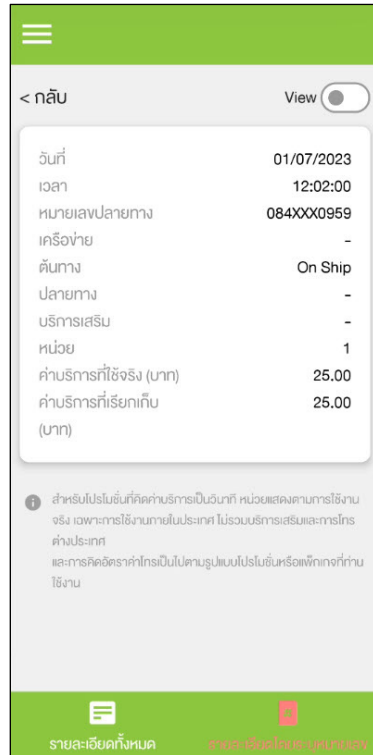 < กลับ View
วันที่ 01/07/2023
เวลา 12:02:00
หมายเลขปลายทาง 084XXX0959
เครือข่าย -
ต้นทาง On Ship
ปลายทาง -
บริการเสริม -
หน่วย 1
ค่าบริการที่ใช้จริง (บาท) 25.00
ค่าบริการที่เรียกเก็บ 25.00
(บาท)
สำหรับโปรโมชั่นที่คิดค่าบริการเป็นวินาที หน่วยแสดงตามการใช้งาน
จริง เฉพาะการใช้งานภายในประเทศ ไม่รวมบริการเสริมและการโทร
ต่างประเทศ
และการคิดอัตราค่าโทรเป็นไปตามรูปแบบโปรโมชั่นหรือแพ็กเกจที่ท่าน
ใช้งาน
รายละเอียดทั้งหมด